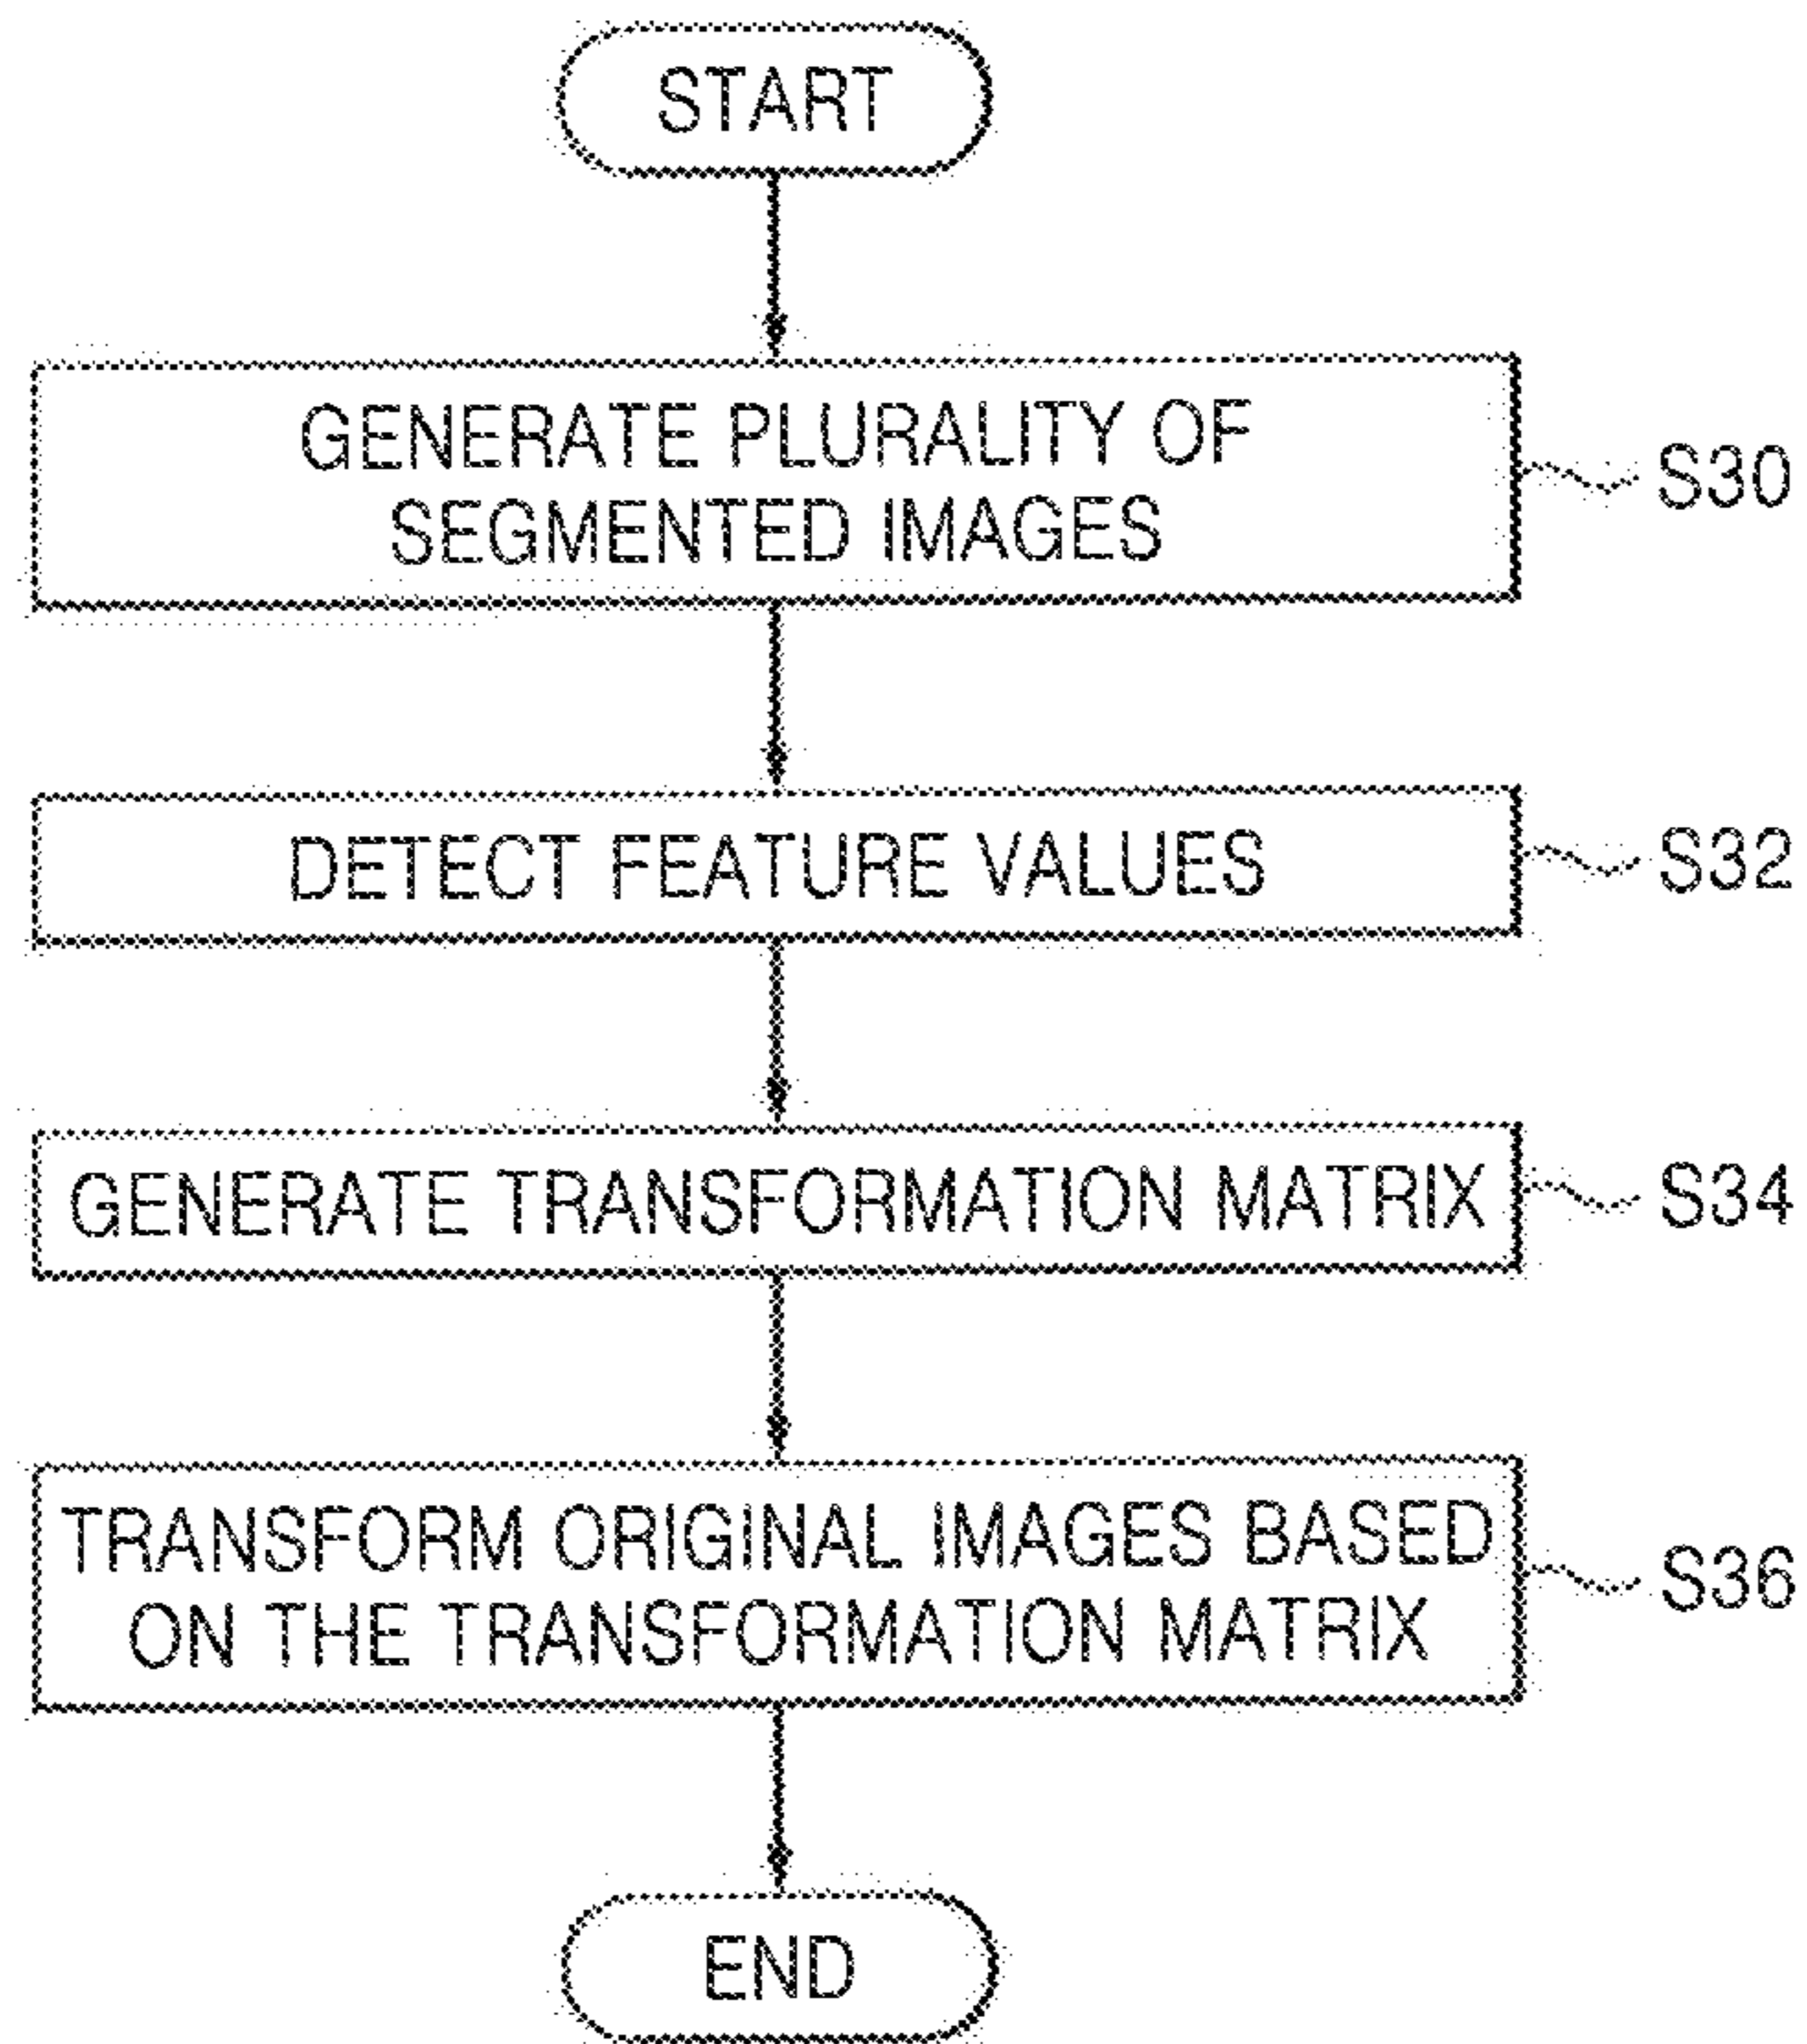 START
GENERATE PLURALITY OF
SEGMENTED IMAGES
S30
DETECT FEATURE VALUES
S32
GENERATE TRANSFORMATION MATRIX
S34
TRANSFORM ORIGINAL IMAGES BASED
ON THE TRANSFORMATION MATRIX
S36
END